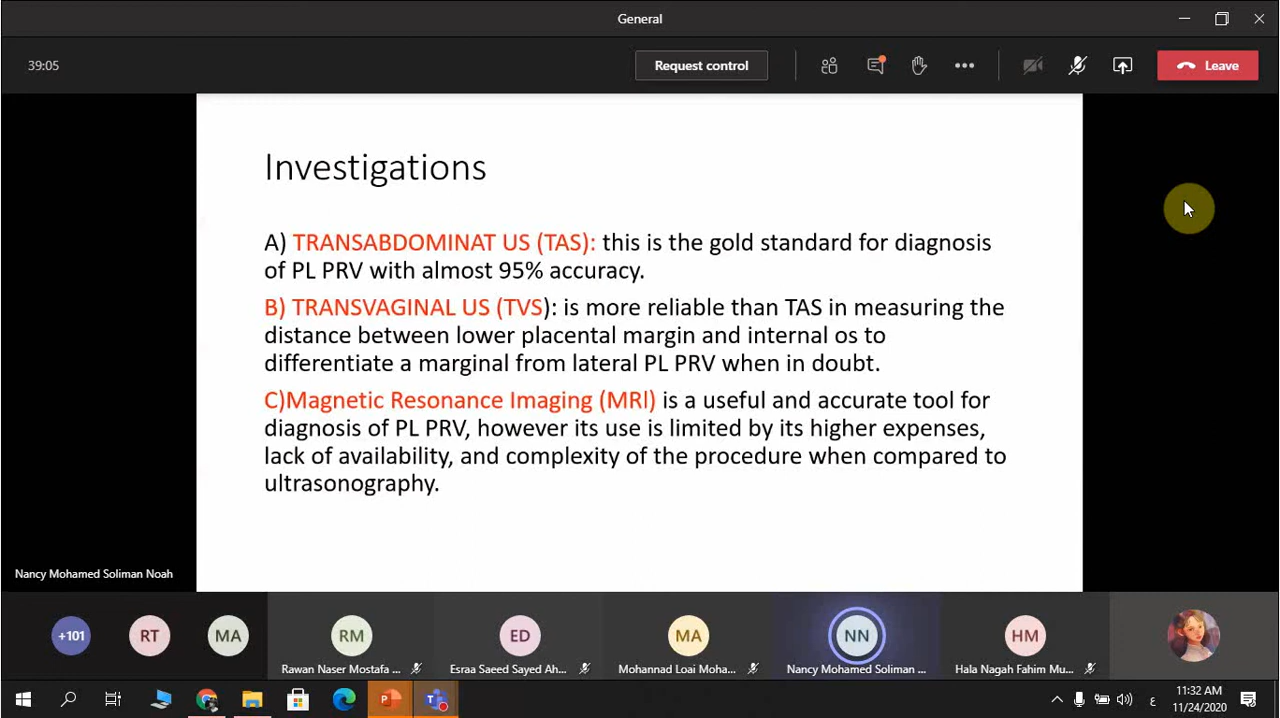 General
39:05
Request control
Leave
Investigations
A) TRANSABDOMINAT US (TAS): this is the gold standard for diagnosis
of PL PRV with almost 95% accuracy.
B) TRANSVAGINAL US (TVS): is more reliable than TAS in measuring the
distance between lower placental margin and internal os to
differentiate a marginal from lateral PL PRV when in doubt.
C)Magnetic Resonance Imaging (MRl) is a useful and accurate tool for
diagnosis of PL PRV, however its use is limited by its higher expenses,
lack of availability, and complexity of the procedure when compared to
ultrasonography.
Nancy Mohamed Soliman Noah
+101
RT
MA
RM
Rawan Naser Mostafa ...
ED
Esraa Saeed Sayed Ah...
MA
Mohannad Loai Moha...
NN
Nancy Mohamed Soliman ...
HM
Hala Nagah Fahim Mu...
ع
11:32 AM
11/24/2020